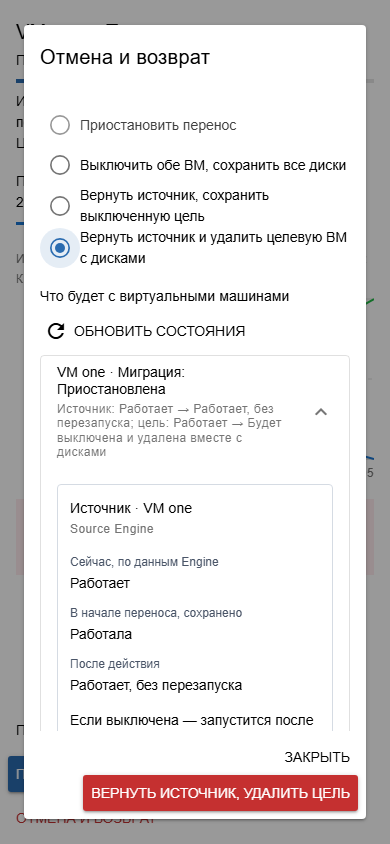 Отмена и возврат
Приостановить перенос
Выключить обе ВМ, сохранить все диски
Вернуть источник, сохранить
выключенную цель
Вернуть источник и удалить целевую ВМ
с дисками
Что будет с виртуальными машинами
ОБНОВИТЬ СОСТОЯНИЯ
VM one · Миграция:
Приостановлена
Источник: Работает → Работает, без
перезапуска; цель: Работает → Будет
выключена и удалена вместе с
дисками
Источник · VM one
Source Engine
Сейчас, по данным Engine
Работает
В начале переноса, сохранено
Работала
После действия
Работает, без перезапуска
Если выключена — запустится после
ЗАКРЫТЬ
ВЕРНУТЬ ИСТОЧНИК, УДАЛИТЬ ЦЕЛЬ
ОТМЕНА И ВОЗВРАТ